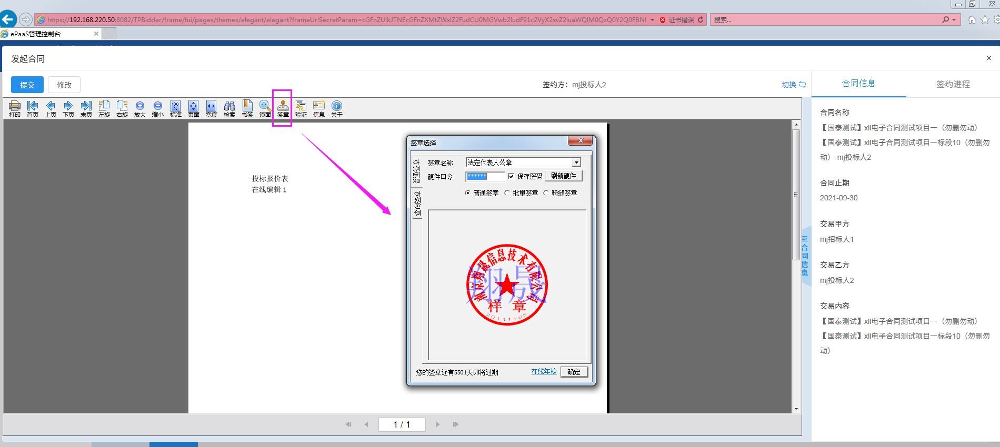 https://192.168.220.50:8082/TPBidder/frame/fui/pages/themes/elegant/elegant?frameUrlSecretParam=
证书错误
搜索...
ePaaS管理控制台
发起合同
提交
修改
签约方：mj投标人2
切换
合同信息
签约进程
打印
首页
上页
下页
末页
左旋
右旋
放大
缩小
标准
页面
宽度
检索
书签
镜面
签章
验证
信息
关于
100
%
投标报价表
在线编辑 1
签章选择
普通签章
查询签章
签章名称
法定代表人公章
硬件口令
******
保存密码
刷新硬件
普通签章
批量签章
骑缝签章
南京翔晟信息技术有限公司
翔晟
样 章
20111108
您的签章还有5501天即将过期
在线年检
确定
1 / 1
合同信息
合同名称
【国泰测试】xll电子合同测试项目一（勿删勿动）
【国泰测试】xll电子合同测试项目一标段10（勿删勿
动）-mj投标人2
合同止期
2021-09-30
交易甲方
mj招标人1
交易乙方
mj投标人2
交易内容
【国泰测试】xll电子合同测试项目一（勿删勿动）
【国泰测试】xll电子合同测试项目一标段10（勿删勿
动）